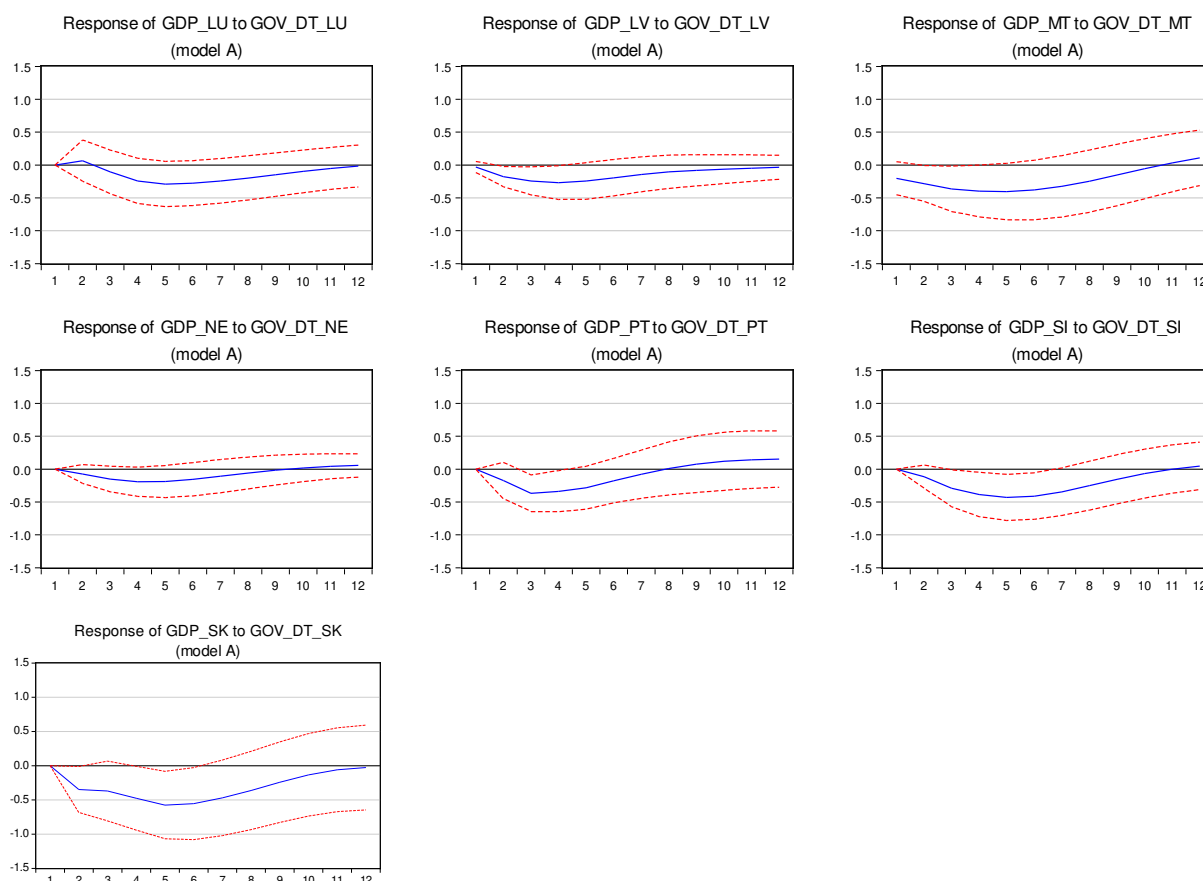 Response of GDP_LU to GOV_DT_LU
(model A)
1.5
1.0
0.5
0.0
-0.5
-1.0
-1.5
1 2 3 4 5 6 7 8 9 10 11 12
Response of GDP_LV to GOV_DT_LV
(model A)
1.5
1.0
0.5
0.0
-0.5
-1.0
-1.5
1 2 3 4 5 6 7 8 9 10 11 12
Response of GDP_MT to GOV_DT_MT
(model A)
1.5
1.0
0.5
0.0
-0.5
-1.0
-1.5
1 2 3 4 5 6 7 8 9 10 11 12
Response of GDP_NE to GOV_DT_NE
(model A)
1.5
1.0
0.5
0.0
-0.5
-1.0
-1.5
1 2 3 4 5 6 7 8 9 10 11 12
Response of GDP_PT to GOV_DT_PT
(model A)
1.5
1.0
0.5
0.0
-0.5
-1.0
-1.5
1 2 3 4 5 6 7 8 9 10 11 12
Response of GDP_SI to GOV_DT_SI
(model A)
1.5
1.0
0.5
0.0
-0.5
-1.0
-1.5
1 2 3 4 5 6 7 8 9 10 11 12
Response of GDP_SK to GOV_DT_SK
(model A)
1.5
1.0
0.5
0.0
-0.5
-1.0
-1.5
1 2 3 4 5 6 7 8 9 10 11 12